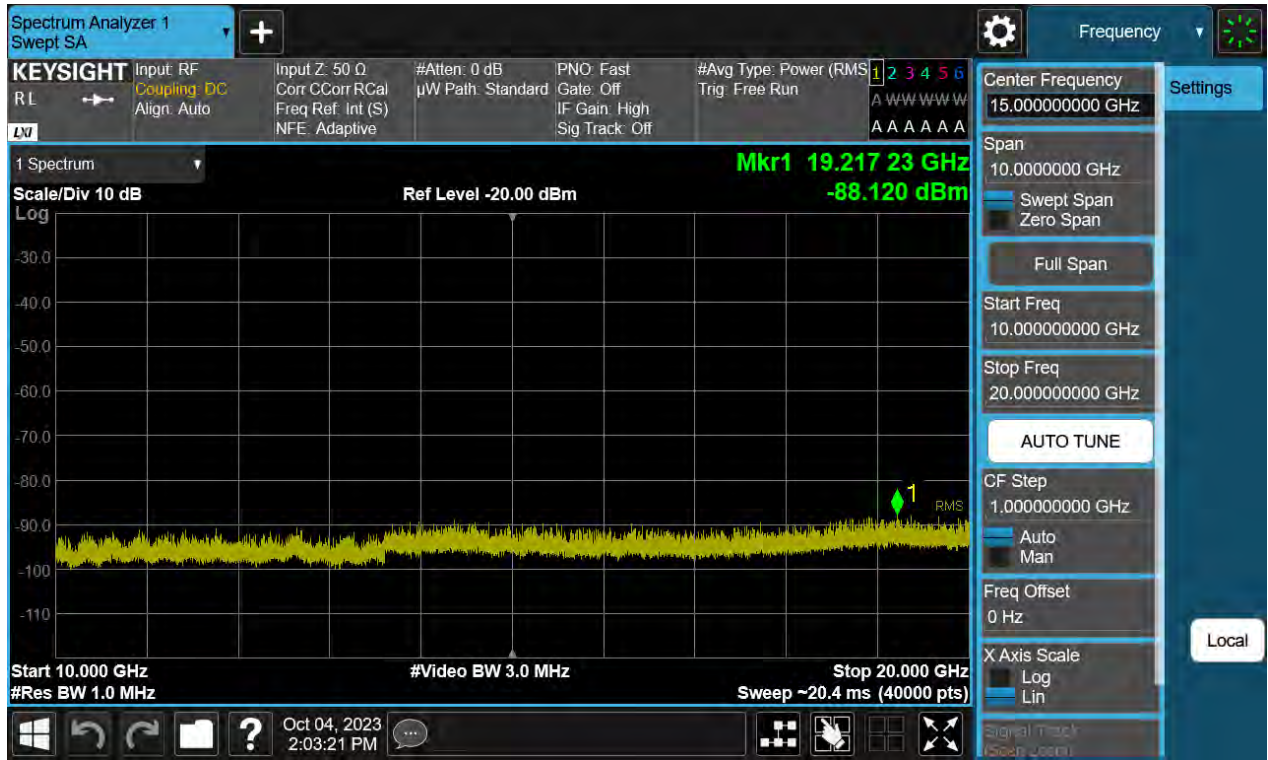 Spectrum Analyzer 1
Swept SA
Frequency
KEYSIGHT
RL
LXI
Input: RF
Coupling: DC
Align: Auto
Input Z: 50 Ω
Corr CCorr RCal
Freq Ref: Int (S)
NFE: Adaptive
#Atten: 0 dB
µW Path: Standard
PNO: Fast
Gate: Off
IF Gain: High
Sig Track: Off
#Avg Type: Power (RMS
Trig: Free Run
1 2 3 4 5 6
A W W W W W
A A A A A A
1 Spectrum
Scale/Div 10 dB
Ref Level -20.00 dBm
Mkr1 19.217 23 GHz
-88.120 dBm
Log
-30.0
-40.0
-50.0
-60.0
-70.0
-80.0
-90.0
-100
-110
1
RMS
Start 10.000 GHz
#Res BW 1.0 MHz
#Video BW 3.0 MHz
Stop 20.000 GHz
Sweep ~20.4 ms (40000 pts)
Oct 04, 2023
2:03:21 PM
Center Frequency
15.000000000 GHz
Span
10.0000000 GHz
Swept Span
Zero Span
Full Span
Start Freq
10.000000000 GHz
Stop Freq
20.000000000 GHz
AUTO TUNE
CF Step
1.000000000 GHz
Auto
Man
Freq Offset
0 Hz
X Axis Scale
Log
Lin
Signal Track
(Span Zoom)
Settings
Local